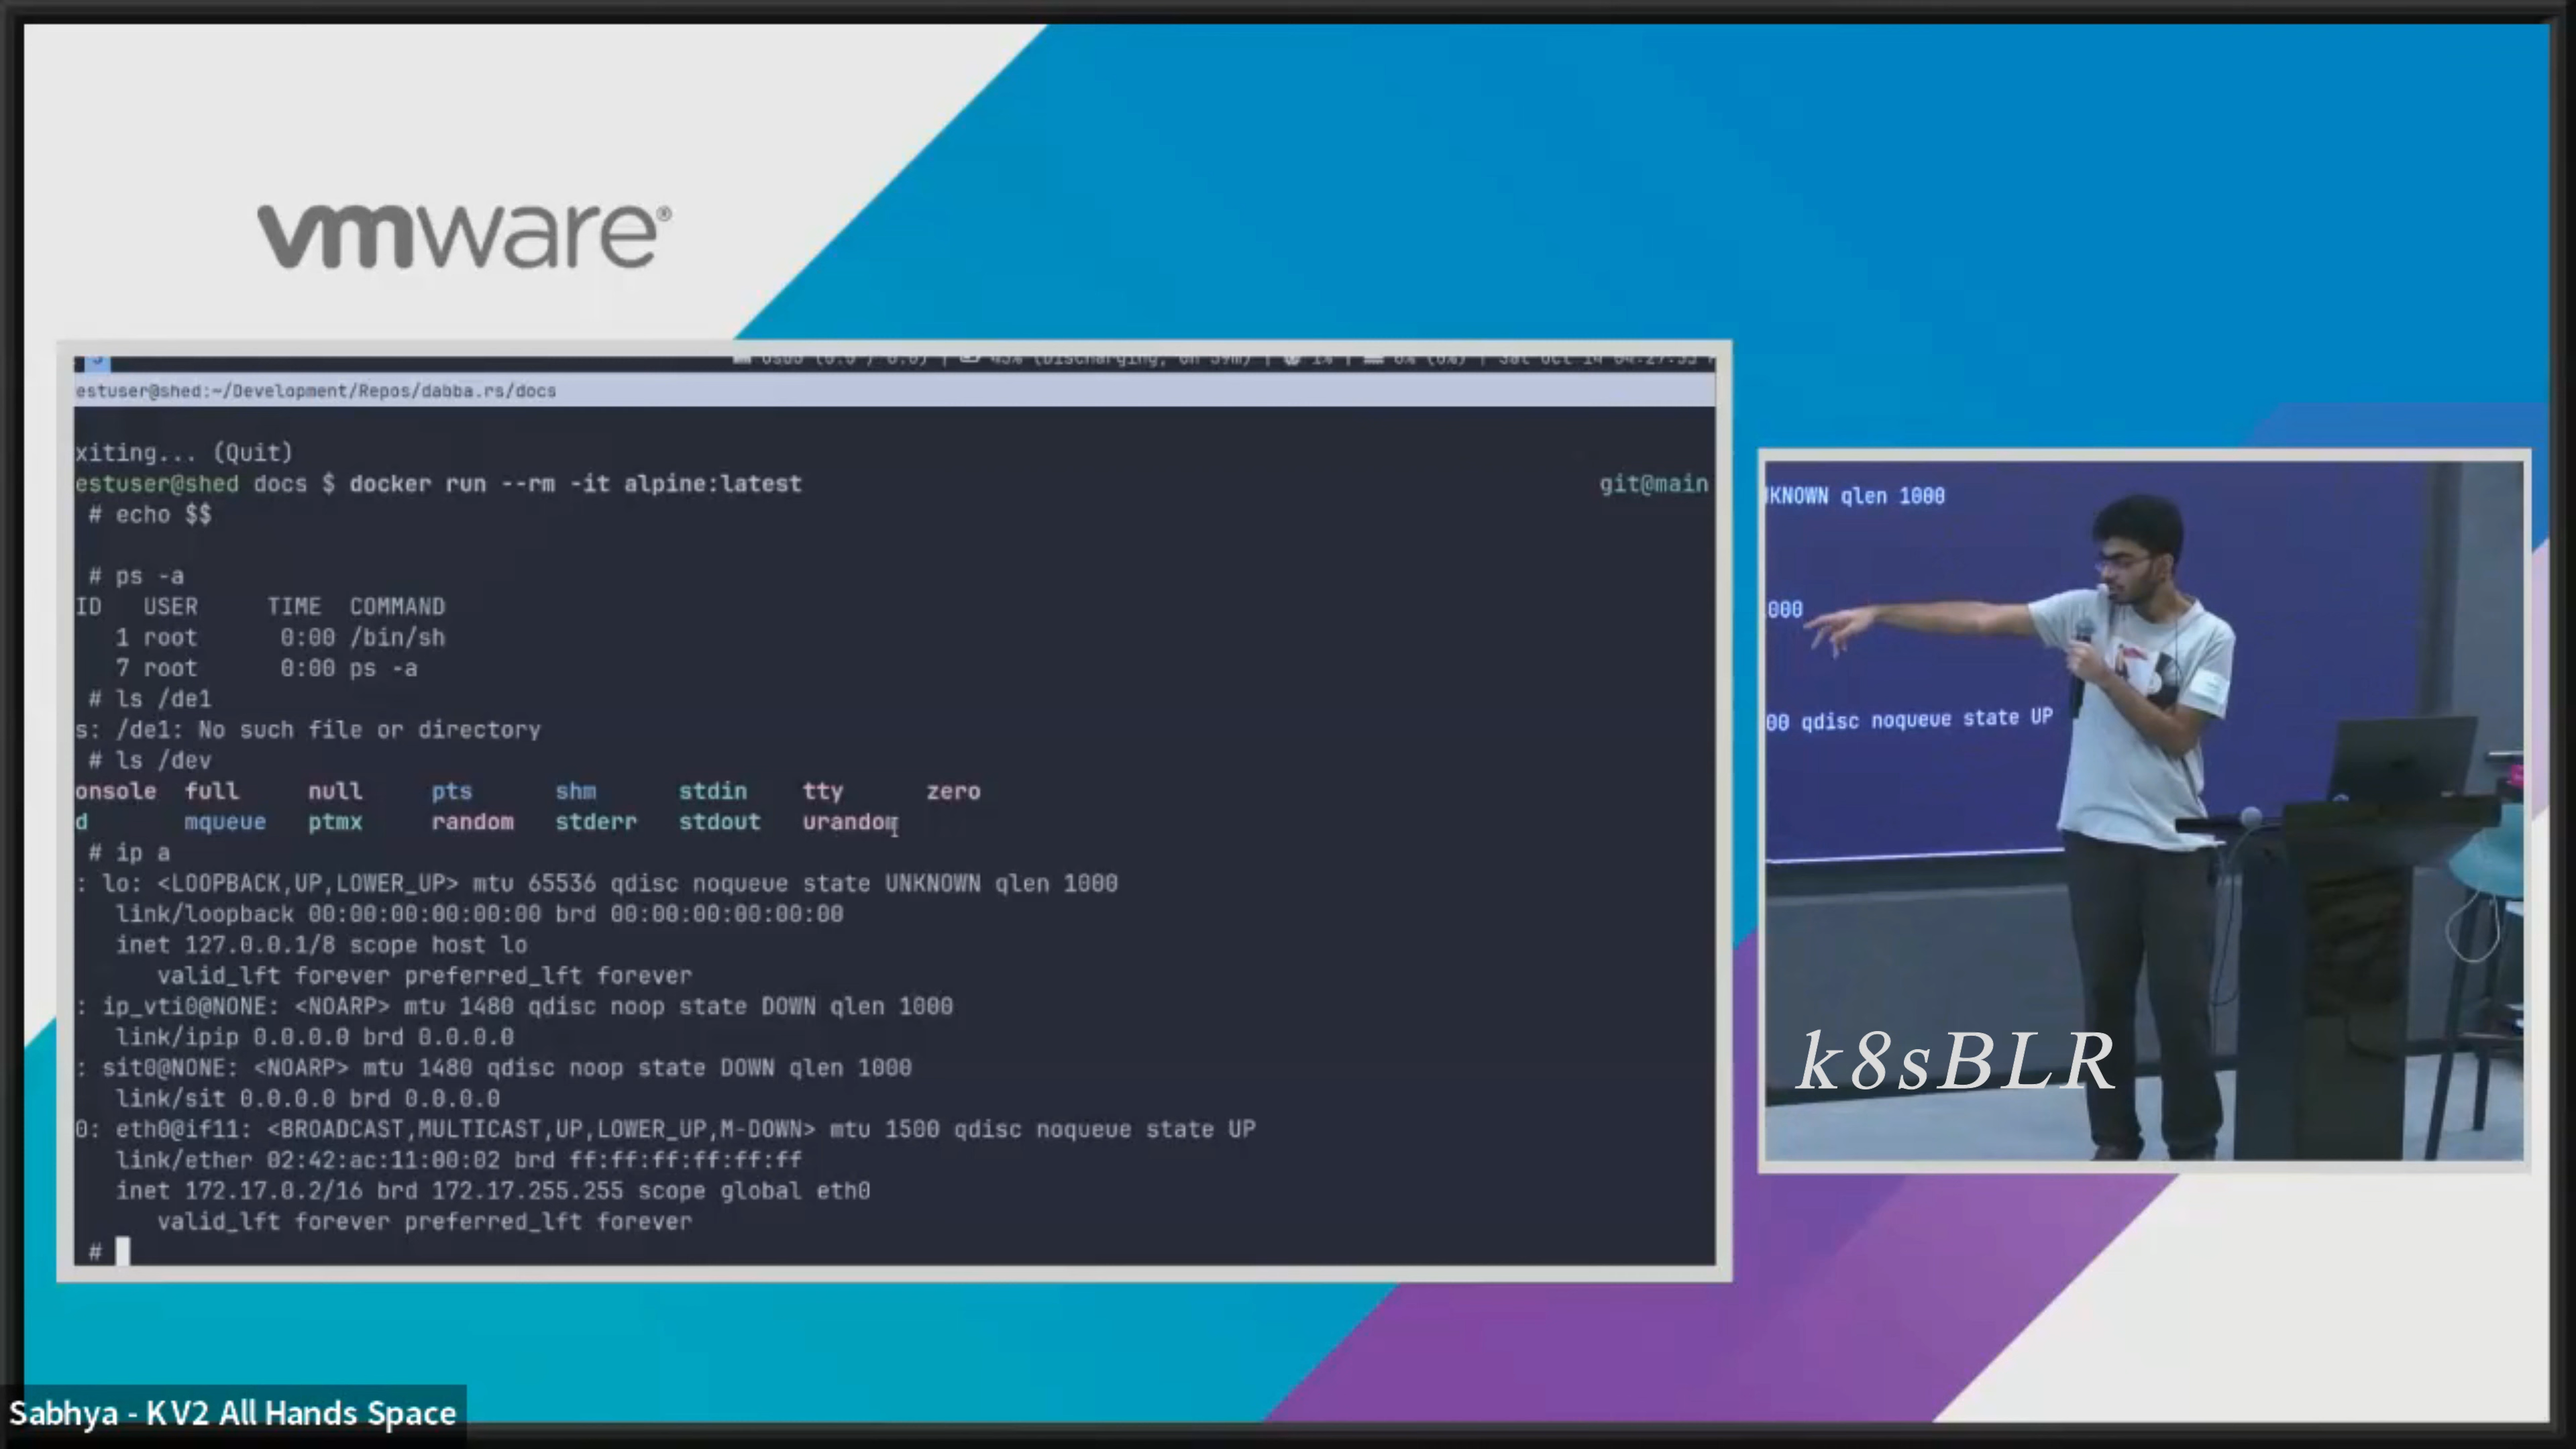 vmware®
estuser@shed:~/Development/Repos/dabba.rs/docs
xiting... (Quit)
estuser@shed docs $ docker run --rm -it alpine:latest git@main
# echo $$
# ps -a
ID USER TIME COMMAND
1 root 0:00 /bin/sh
7 root 0:00 ps -a
# ls /de1
s: /de1: No such file or directory
# ls /dev
onsole full null pts shm stdin tty zero
d mqueue ptmx random stderr stdout urandom
# ip a
: lo: <LOOPBACK,UP,LOWER_UP> mtu 65536 qdisc noqueue state UNKNOWN qlen 1000
link/loopback 00:00:00:00:00:00 brd 00:00:00:00:00:00
inet 127.0.0.1/8 scope host lo
valid_lft forever preferred_lft forever
: ip_vti0@NONE: <NOARP> mtu 1480 qdisc noop state DOWN qlen 1000
link/ipip 0.0.0.0 brd 0.0.0.0
: sit0@NONE: <NOARP> mtu 1480 qdisc noop state DOWN qlen 1000
link/sit 0.0.0.0 brd 0.0.0.0
0: eth0@if11: <BROADCAST,MULTICAST,UP,LOWER_UP,M-DOWN> mtu 1500 qdisc noqueue state UP
link/ether 02:42:ac:11:00:02 brd ff:ff:ff:ff:ff:ff
inet 172.17.0.2/16 brd 172.17.255.255 scope global eth0
valid_lft forever preferred_lft forever
#
KNOWN qlen 1000
000
00 qdisc noqueue state UP
k8sBLR
Sabhya - KV2 All Hands Space